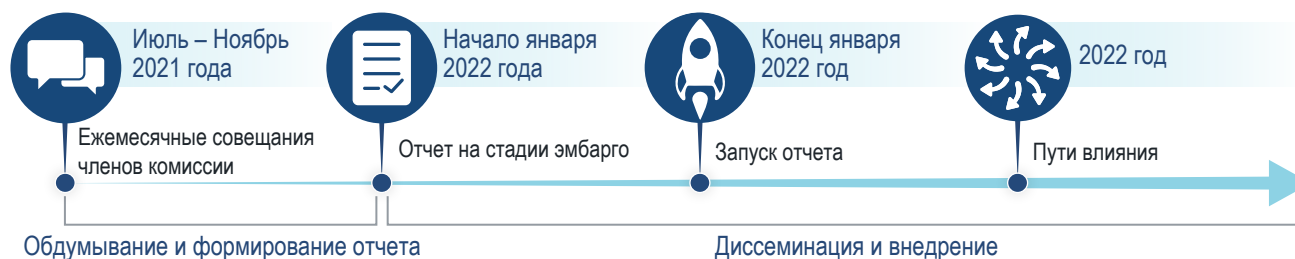 Июль – Ноябрь
2021 года
Начало января
2022 года
Конец января
2022 год
2022 год
Ежемесячные совещания
членов комиссии
Отчет на стадии эмбарго
Запуск отчета
Пути влияния
Обдумывание и формирование отчета
Диссеминация и внедрение